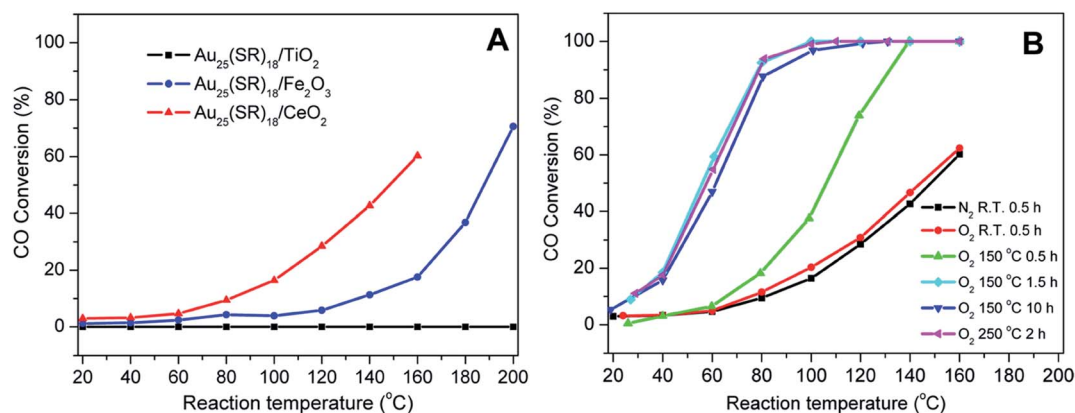 A
Au25(SR)18/TiO2
Au25(SR)18/Fe2O3
Au25(SR)18/CeO2
CO Conversion (%)
100
80
60
40
20
0
20 40 60 80 100 120 140 160 180 200
Reaction temperature (°C)
B
CO Conversion (%)
100
80
60
40
20
0
N2 R.T. 0.5 h
O2 R.T. 0.5 h
O2 150 °C 0.5 h
O2 150 °C 1.5 h
O2 150 °C 10 h
O2 250 °C 2 h
20 40 60 80 100 120 140 160 180 200
Reaction temperature (°C)